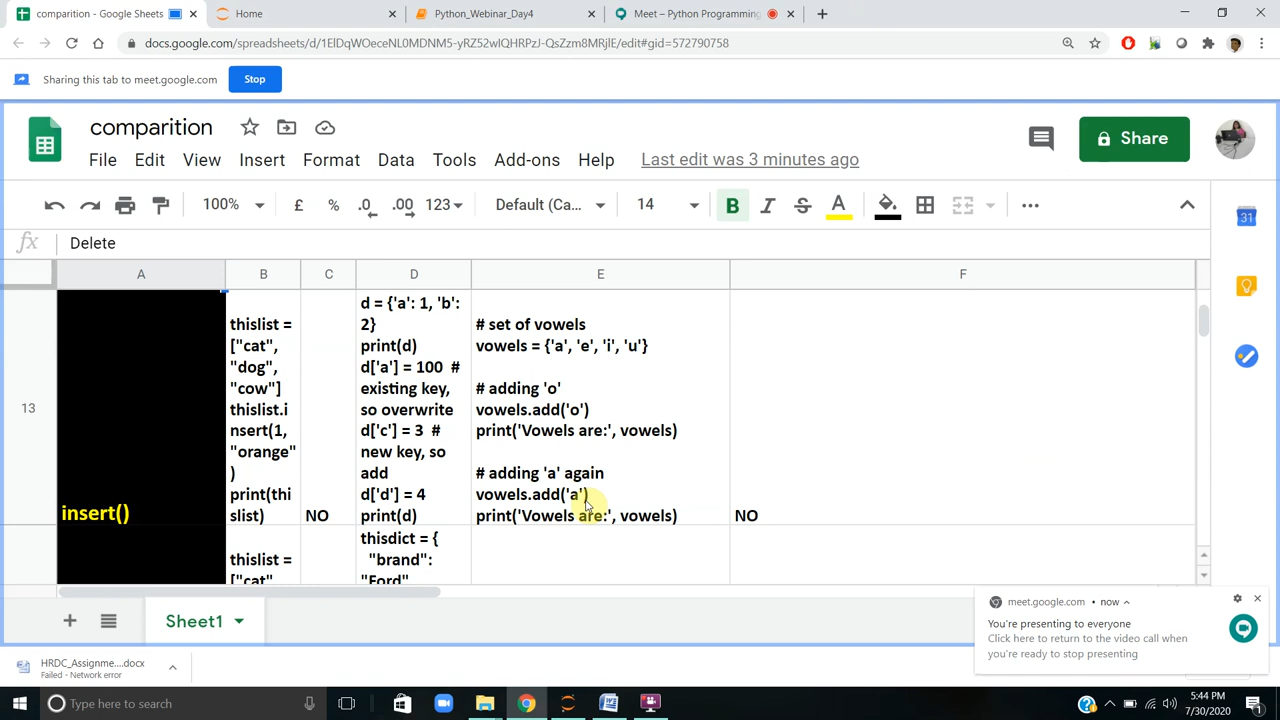 comparition - Google Sheets
Home
Python_Webinar_Day4
Meet – Python Programming
docs.google.com/spreadsheets/d/1ElDqWOeceNL0MDNM5-yRZ52wIQHRPzJ-QsZzm8MRjlE/edit#gid=572790758
Sharing this tab to meet.google.com
Stop
comparition
Share
File Edit View Insert Format Data Tools Add-ons Help Last edit was 3 minutes ago
100% £ % .0 .00 123 Default (Ca... 14 B I S A
31
fx Delete
A B C D E F
13
insert()
thislist =
["cat",
"dog",
"cow"]
thislist.i
nsert(1,
"orange"
)
print(thi
slist)
NO
d = {'a': 1, 'b':
2}
print(d)
d['a'] = 100 #
existing key,
so overwrite
d['c'] = 3 #
new key, so
add
d['d'] = 4
print(d)
# set of vowels
vowels = {'a', 'e', 'i', 'u'}
# adding 'o'
vowels.add('o')
print('Vowels are:', vowels)
# adding 'a' again
vowels.add('a')
print('Vowels are:', vowels)
NO
thislist =
["cat"
thisdict = {
"brand":
"Ford"
Sheet1
meet.google.com • now
You're presenting to everyone
Click here to return to the video call when
you're ready to stop presenting
HRDC_Assignme....docx
Failed - Network error
Type here to search
5:44 PM
7/30/2020
1